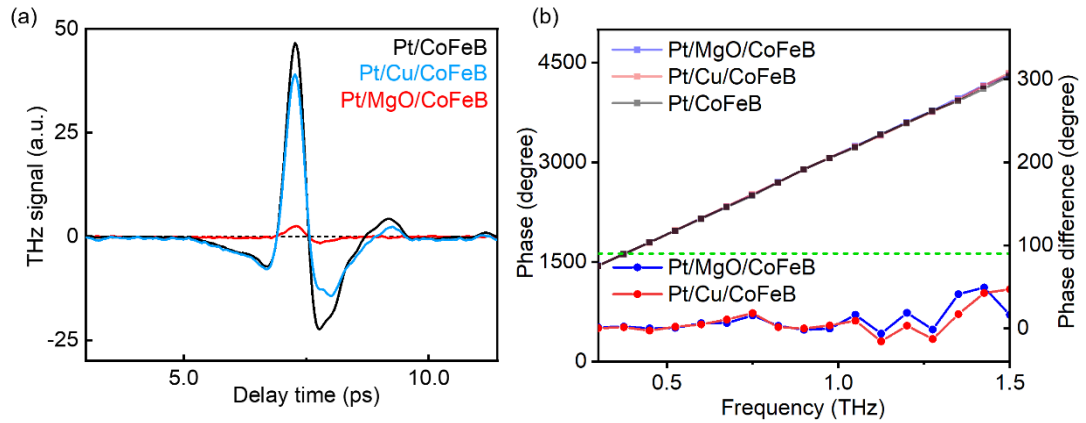 (a)
50
25
0
-25
THz signal (a.u.)
Pt/CoFeB
Pt/Cu/CoFeB
Pt/MgO/CoFeB
5.0
7.5
10.0
Delay time (ps)
(b)
4500
3000
1500
0
Phase (degree)
Pt/MgO/CoFeB
Pt/Cu/CoFeB
Pt/CoFeB
Pt/MgO/CoFeB
Pt/Cu/CoFeB
300
200
100
0
Phase difference (degree)
0.5
1.0
1.5
Frequency (THz)